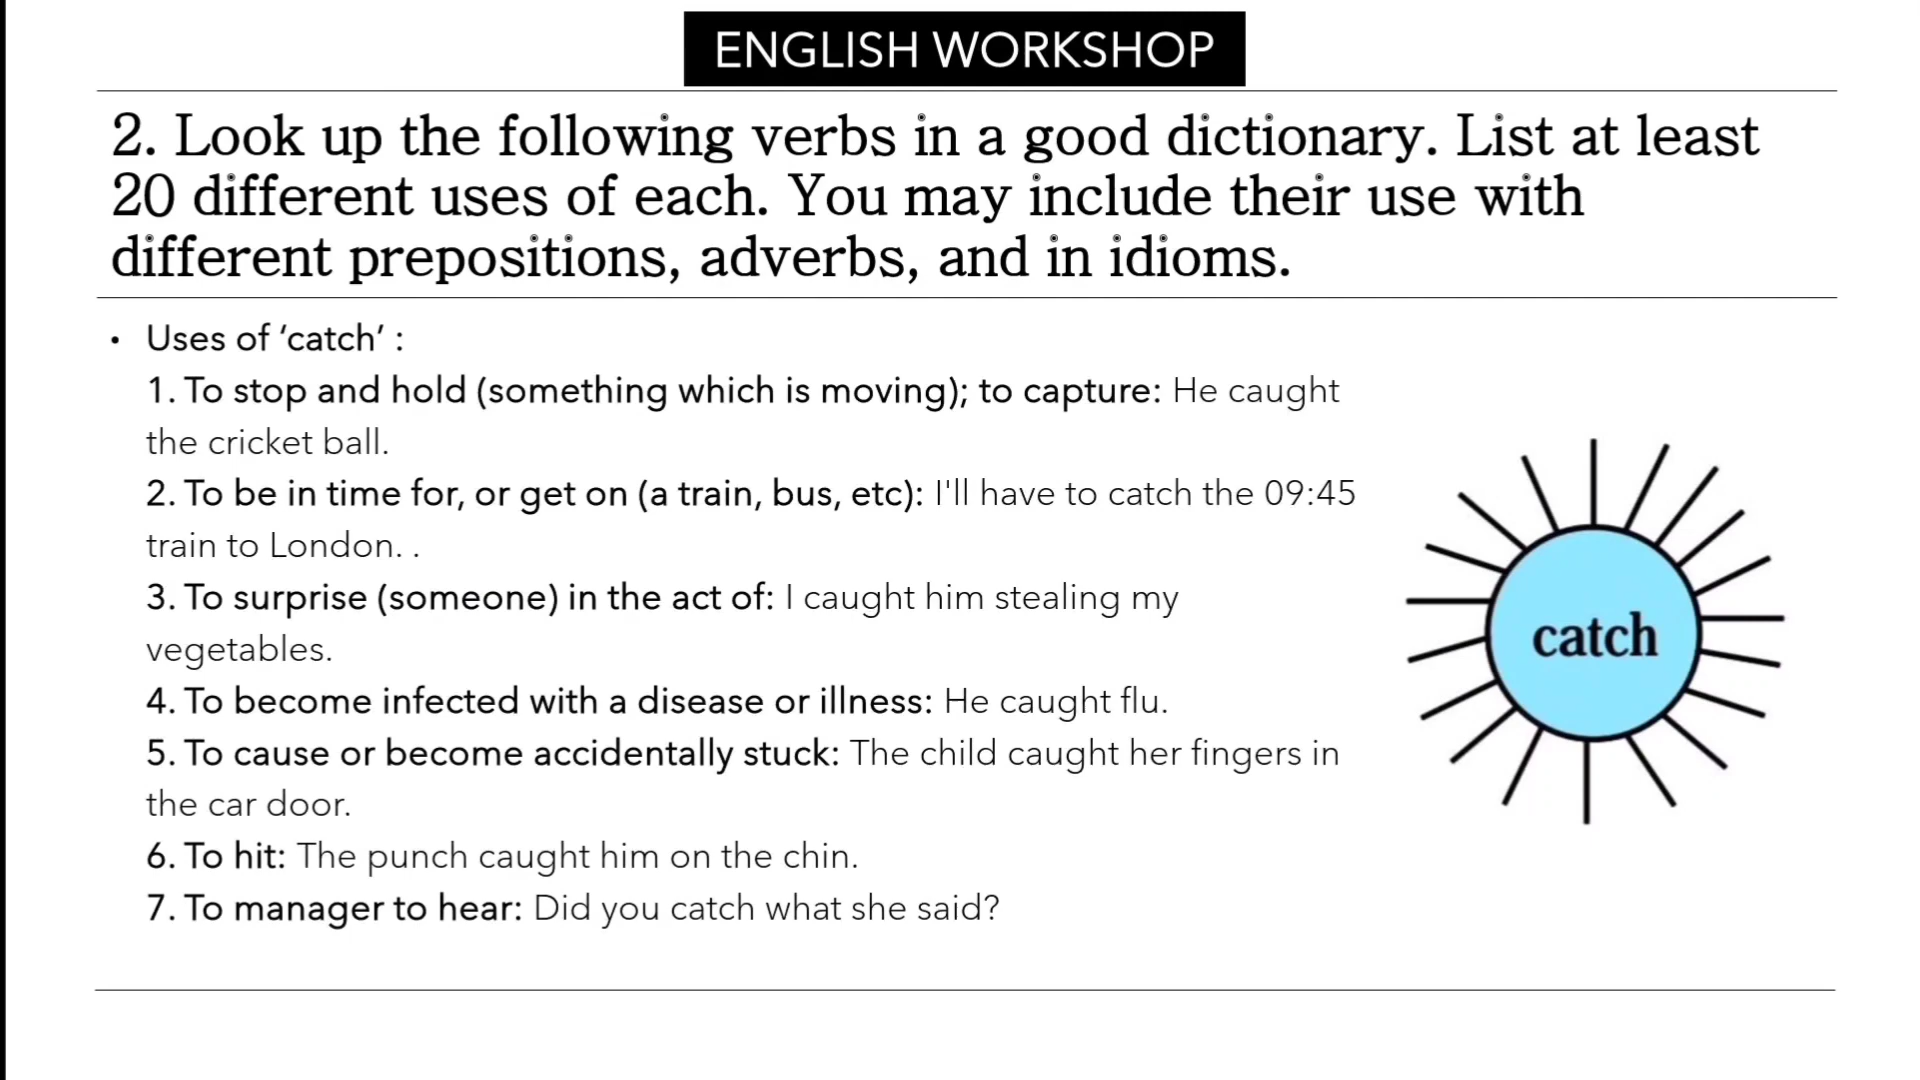 ENGLISH WORKSHOP
2. Look up the following verbs in a good dictionary. List at least
20 different uses of each. You may include their use with
different prepositions, adverbs, and in idioms.
• Uses of ‘catch’ :
1. To stop and hold (something which is moving); to capture: He caught
the cricket ball.
2. To be in time for, or get on (a train, bus, etc): I'll have to catch the 09:45
train to London. .
3. To surprise (someone) in the act of: I caught him stealing my
vegetables.
4. To become infected with a disease or illness: He caught flu.
5. To cause or become accidentally stuck: The child caught her fingers in
the car door.
6. To hit: The punch caught him on the chin.
7. To manager to hear: Did you catch what she said?
catch